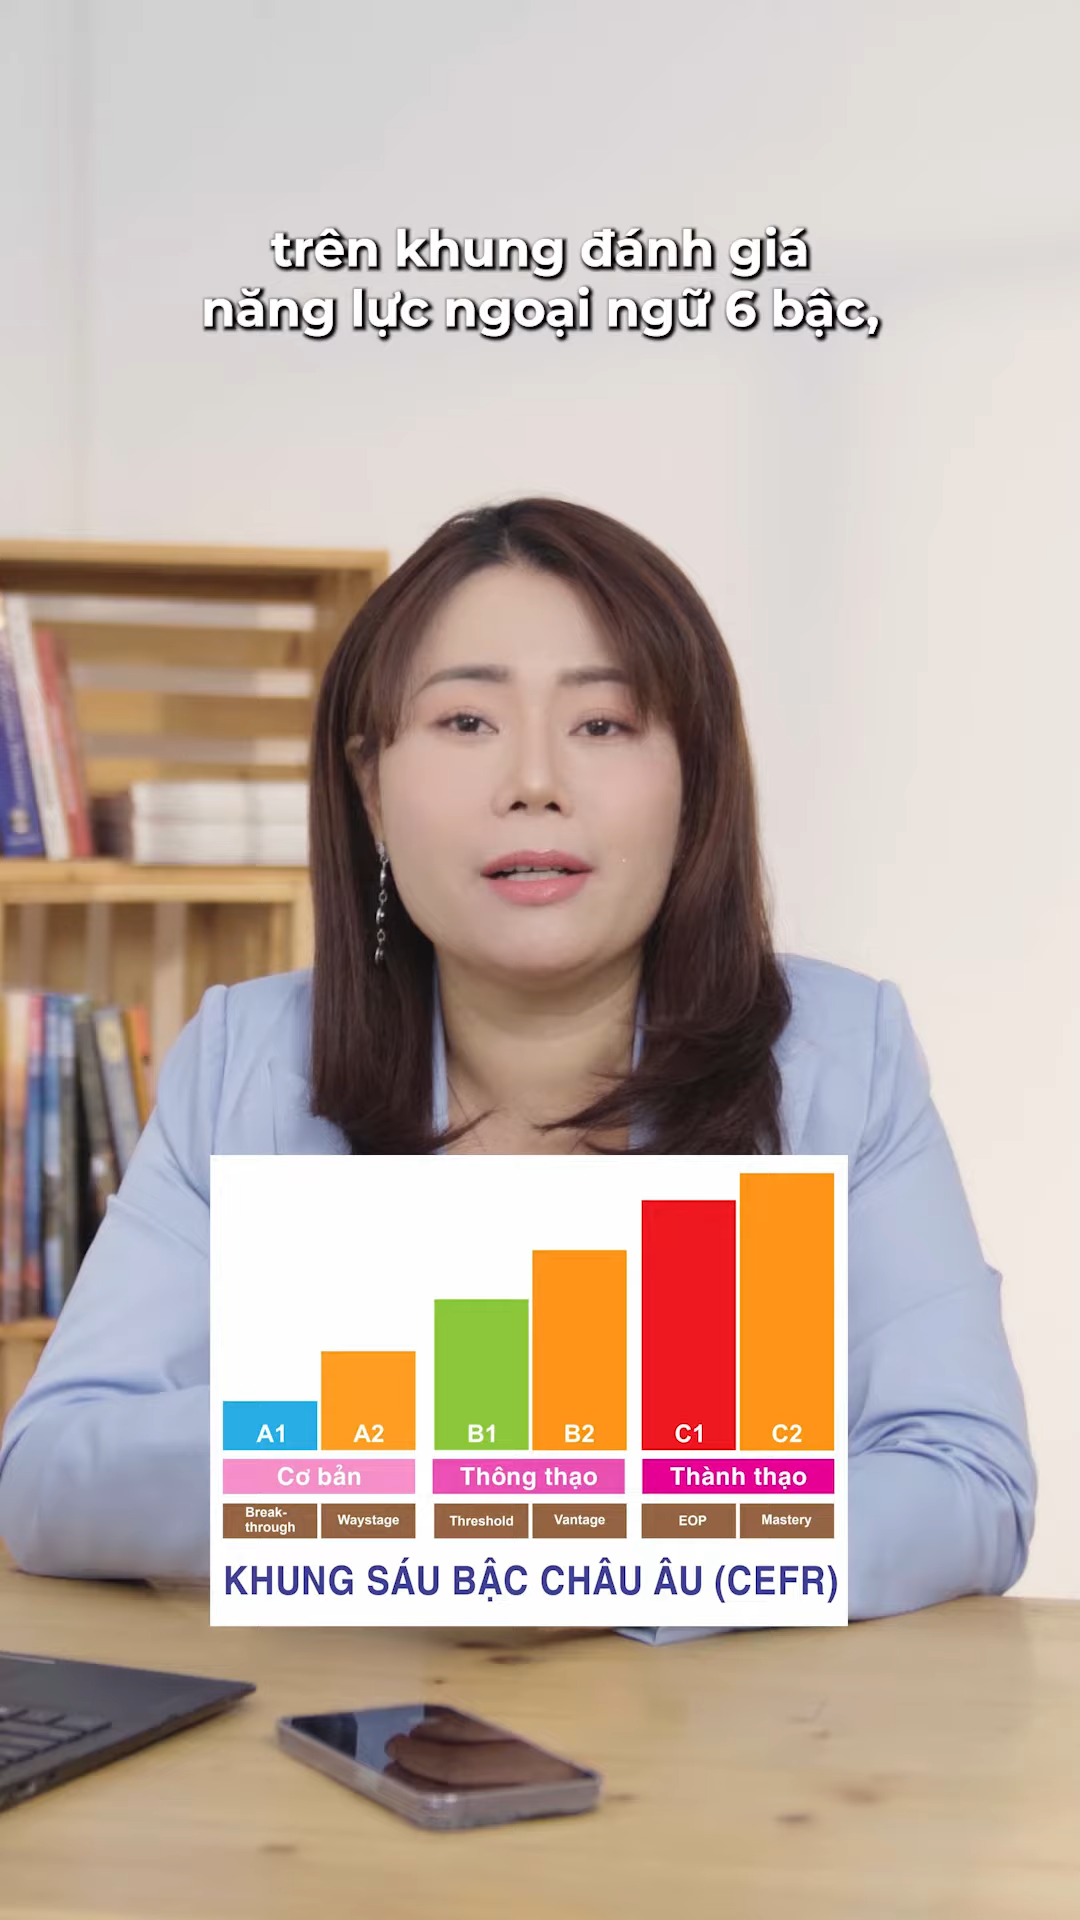 trên khung đánh giá
năng lực ngoại ngữ 6 bậc,
A1
A2
B1
B2
C1
C2
Cơ bản
Thông thạo
Thành thạo
Break-
through
Waystage
Threshold
Vantage
EOP
Mastery
KHUNG SÁU BẬC CHÂU ÂU (CEFR)